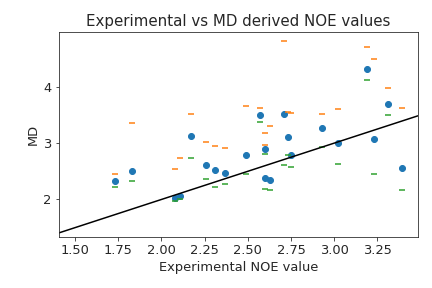 Experimental vs MD derived NOE values
MD
4
3
2
1.50 1.75 2.00 2.25 2.50 2.75 3.00 3.25
Experimental NOE value